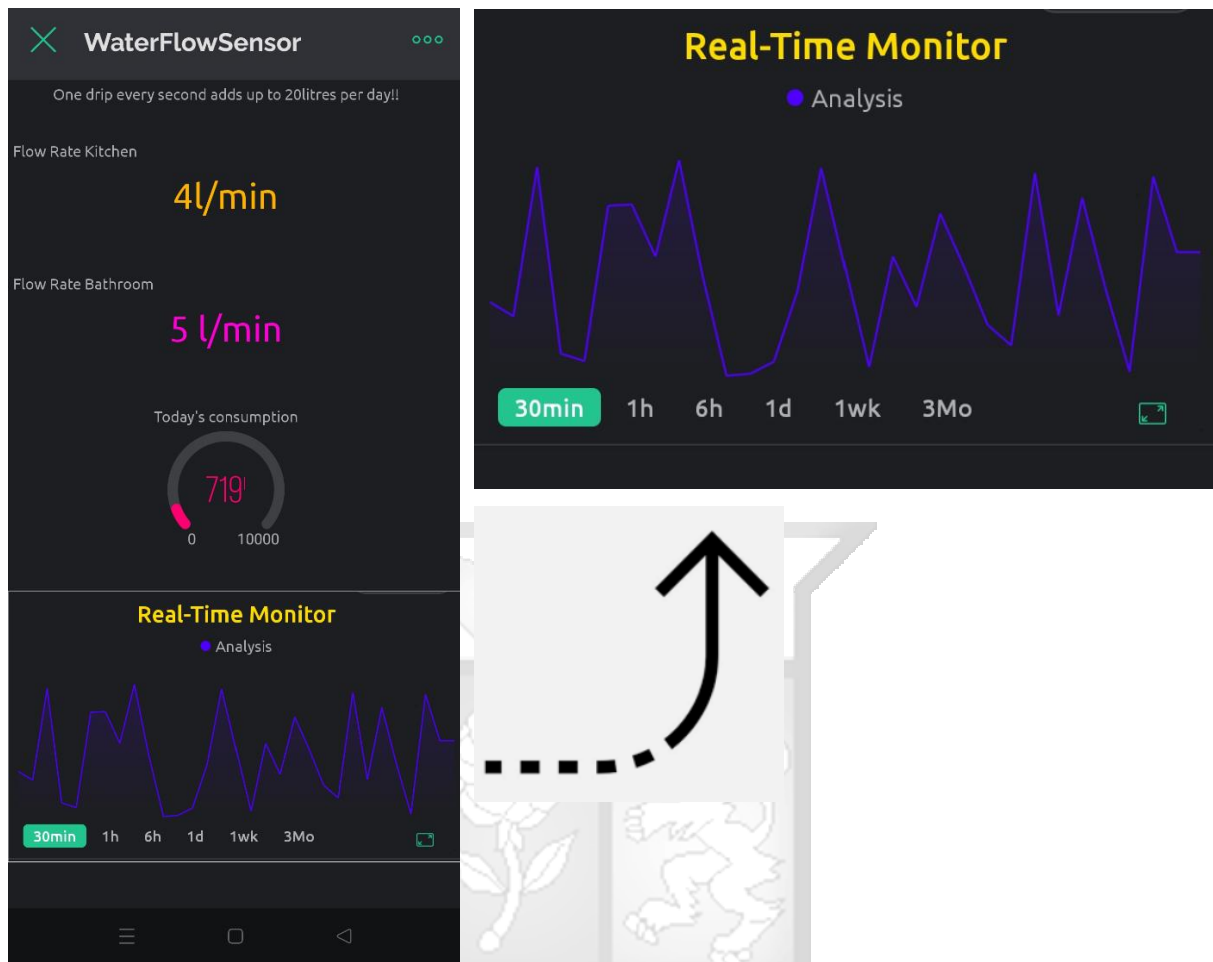 WaterFlowSensor
One drip every second adds up to 20litres per day!!
Flow Rate Kitchen
4l/min
Flow Rate Bathroom
5 l/min
Today's consumption
719l
0 10000
Real-Time Monitor
Analysis
30min 1h 6h 1d 1wk 3Mo
Real-Time Monitor
Analysis
30min 1h 6h 1d 1wk 3Mo